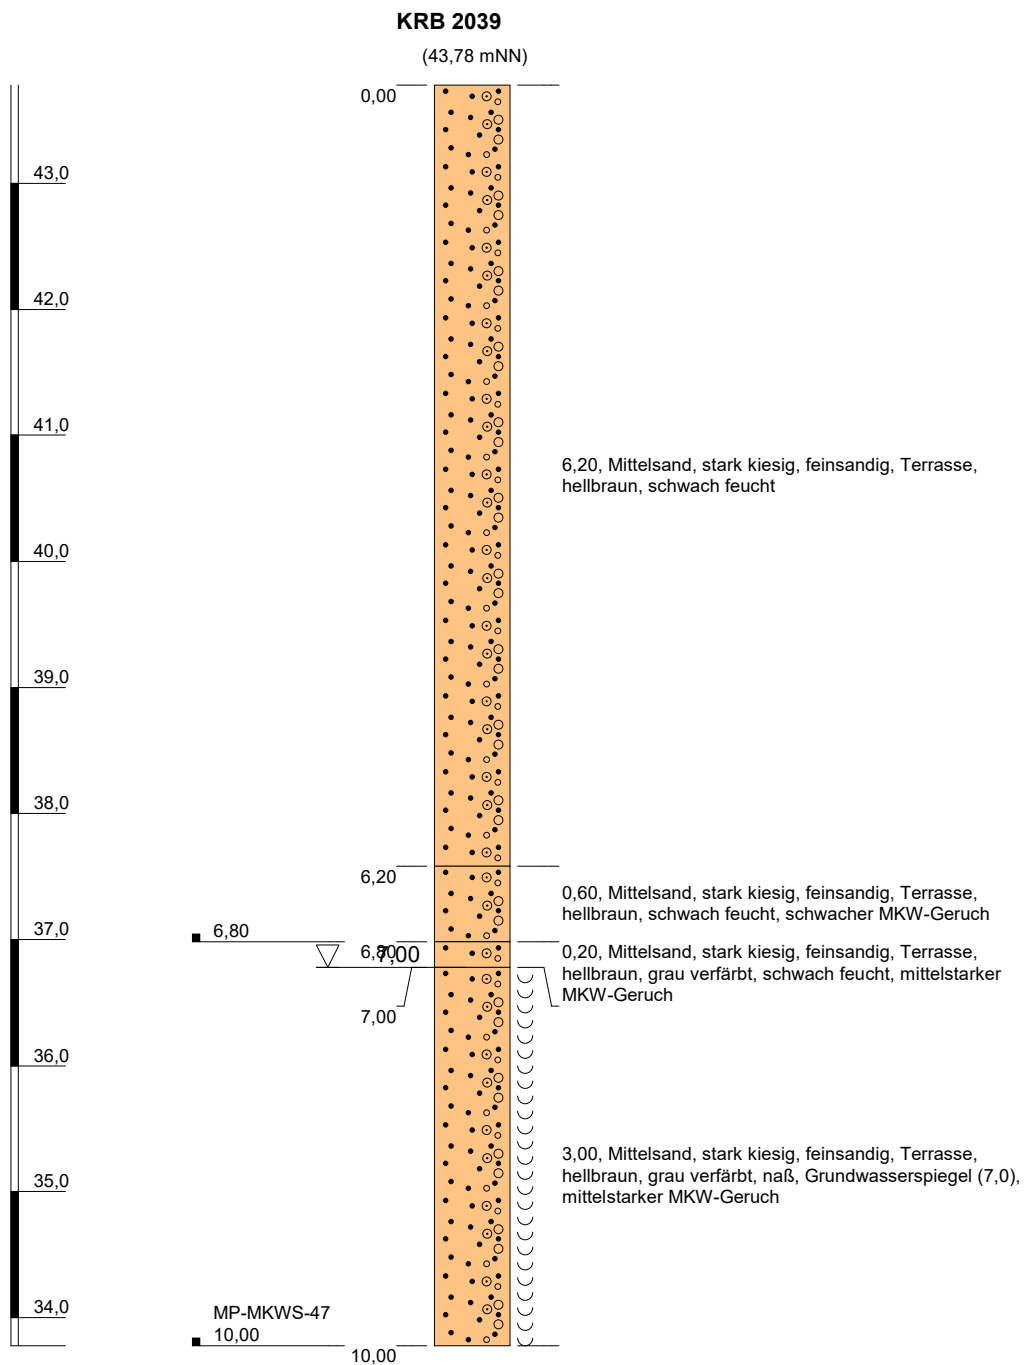 KRB 2039
(43,78 mNN)
0,00
43,0
42,0
41,0
6,20, Mittelsand, stark kiesig, feinsandig, Terrasse,
hellbraun, schwach feucht
40,0
39,0
38,0
6,20
0,60, Mittelsand, stark kiesig, feinsandig, Terrasse,
hellbraun, schwach feucht, schwacher MKW-Geruch
37,0
6,80
6,80
7,00
0,20, Mittelsand, stark kiesig, feinsandig, Terrasse,
hellbraun, grau verfärbt, schwach feucht, mittelstarker
MKW-Geruch
7,00
36,0
3,00, Mittelsand, stark kiesig, feinsandig, Terrasse,
hellbraun, grau verfärbt, naß, Grundwasserspiegel (7,0),
mittelstarker MKW-Geruch
35,0
34,0
MP-MKWS-47
10,00
10,00